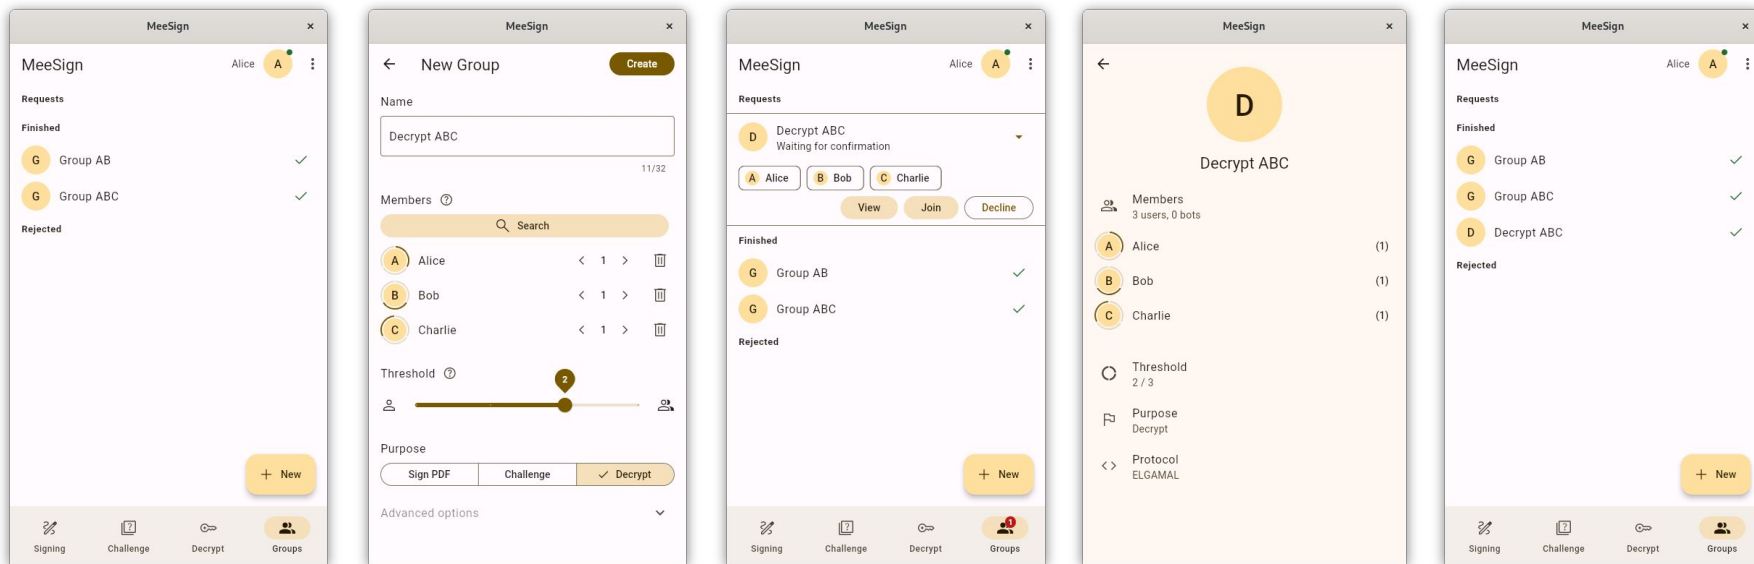 MeeSign ×
MeeSign Alice A
Requests
Finished
G Group AB
G Group ABC
Rejected
+ New
Signing Challenge Decrypt Groups
MeeSign ×
New Group Create
Name
Decrypt ABC
11/32
Members ?
Search
A Alice < 1 >
B Bob < 1 >
C Charlie < 1 >
Threshold ?
2
Purpose
Sign PDF Challenge Decrypt
Advanced options
MeeSign ×
MeeSign Alice A
Requests
D Decrypt ABC
Waiting for confirmation
A Alice B Bob C Charlie
View Join Decline
Finished
G Group AB
G Group ABC
Rejected
+ New
1
Signing Challenge Decrypt Groups
MeeSign ×
D
Decrypt ABC
Members
3 users, 0 bots
A Alice (1)
B Bob (1)
C Charlie (1)
Threshold
2 / 3
Purpose
Decrypt
Protocol
ELGAMAL
MeeSign ×
MeeSign Alice A
Requests
Finished
G Group AB
G Group ABC
D Decrypt ABC
Rejected
+ New
Signing Challenge Decrypt Groups